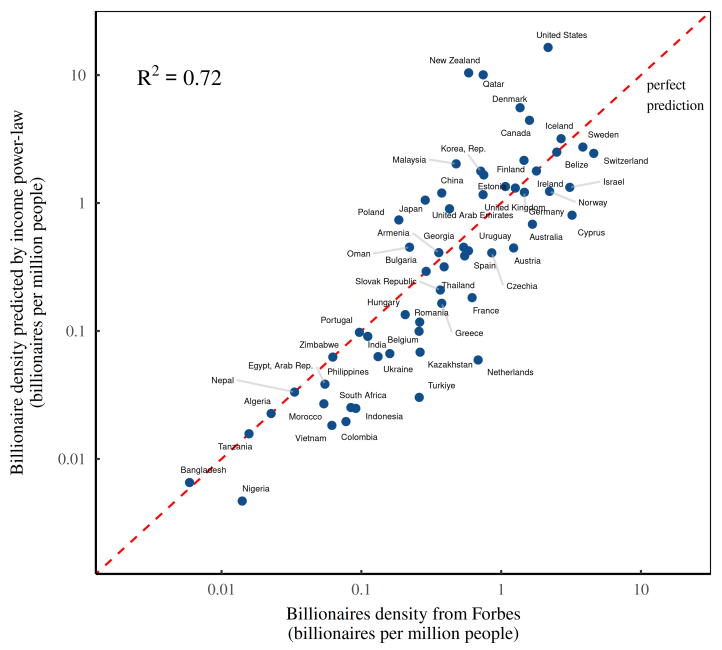 R2 = 0.72
perfect
prediction
United States
New Zealand
Qatar
Denmark
Canada
Iceland
Sweden
Korea, Rep.
Malaysia
Finland
Belize
Switzerland
China
Estonia
Ireland
Israel
Norway
Poland
Japan
United Kingdom
Germany
United Arab Emirates
Cyprus
Armenia
Georgia
Uruguay
Australia
Oman
Bulgaria
Spain
Austria
Slovak Republic
Thailand
Czechia
Hungary
Romania
France
Portugal
Greece
Zimbabwe
India
Belgium
Egypt, Arab Rep.
Philippines
Ukraine
Kazakhstan
Netherlands
Nepal
Turkiye
Algeria
South Africa
Morocco
Indonesia
Vietnam
Colombia
Tanzania
Bangladesh
Nigeria
10
1
0.1
0.01
0.01
0.1
1
10
Billionaire density predicted by income power-law
(billionaires per million people)
Billionaires density from Forbes
(billionaires per million people)